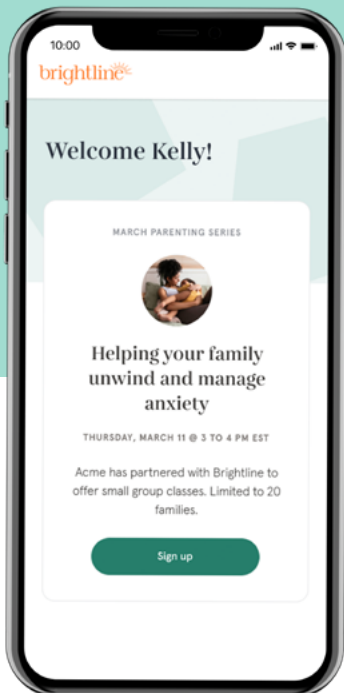 10:00
brightline
Welcome Kelly!
MARCH PARENTING SERIES
Helping your family
unwind and manage
anxiety
THURSDAY, MARCH 11 @ 3 TO 4 PM EST
Acme has partnered with Brightline to
offer small group classes. Limited to 20
families.
Sign up